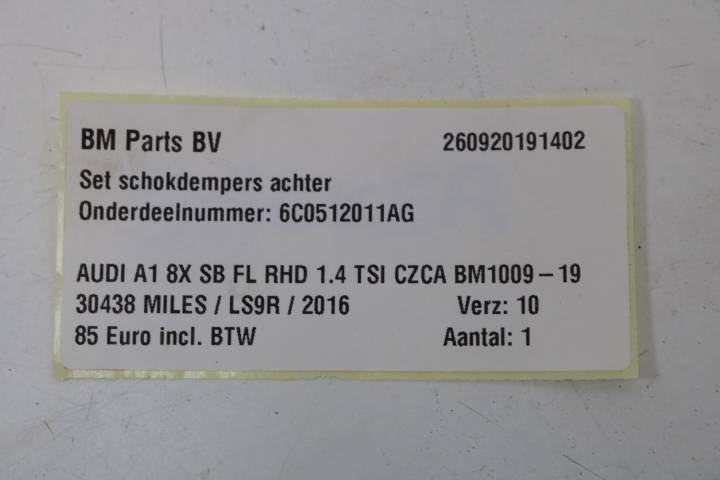 BM Parts BV 260920191402
Set schokdempers achter
Onderdeelnummer: 6C0512011AG
AUDI A1 8X SB FL RHD 1.4 TSI CZCA BM1009 – 19
30438 MILES / LS9R / 2016 Verz: 10
85 Euro incl. BTW Aantal: 1